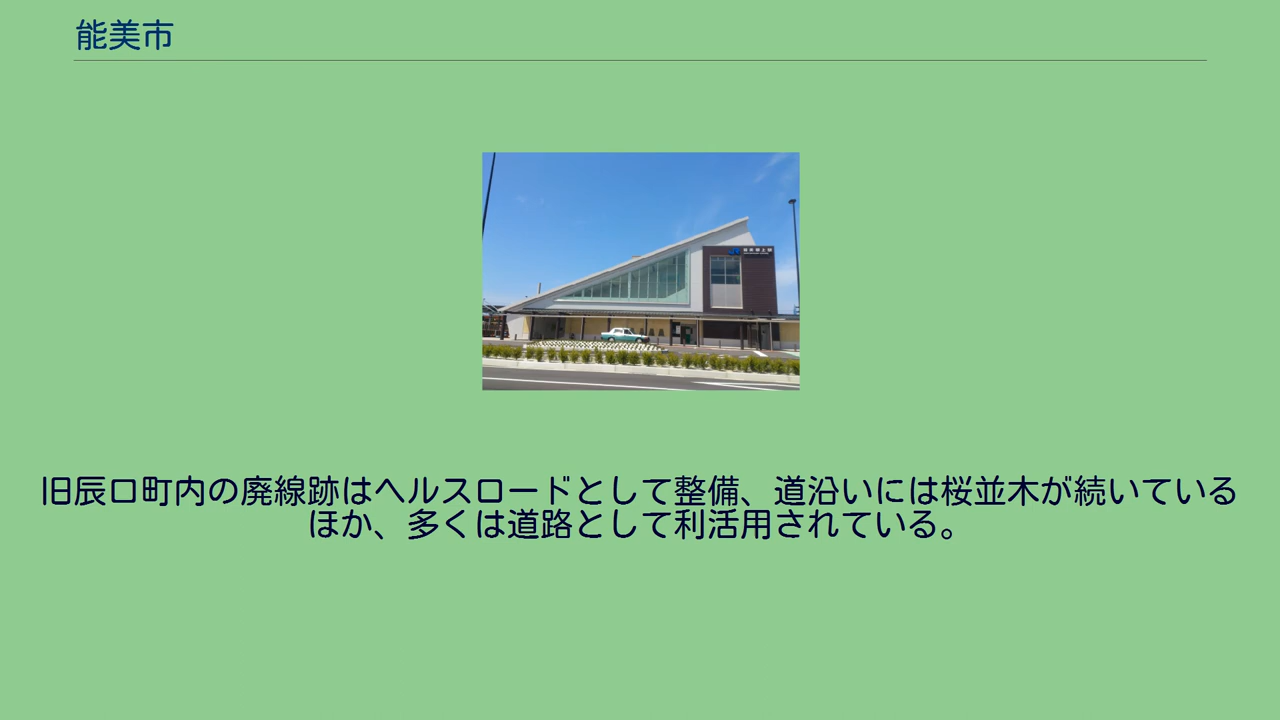 能美市
旧辰口町内の廃線跡はヘルスロードとして整備、道沿いには桜並木が続いている
ほか、多くは道路として利活用されている。